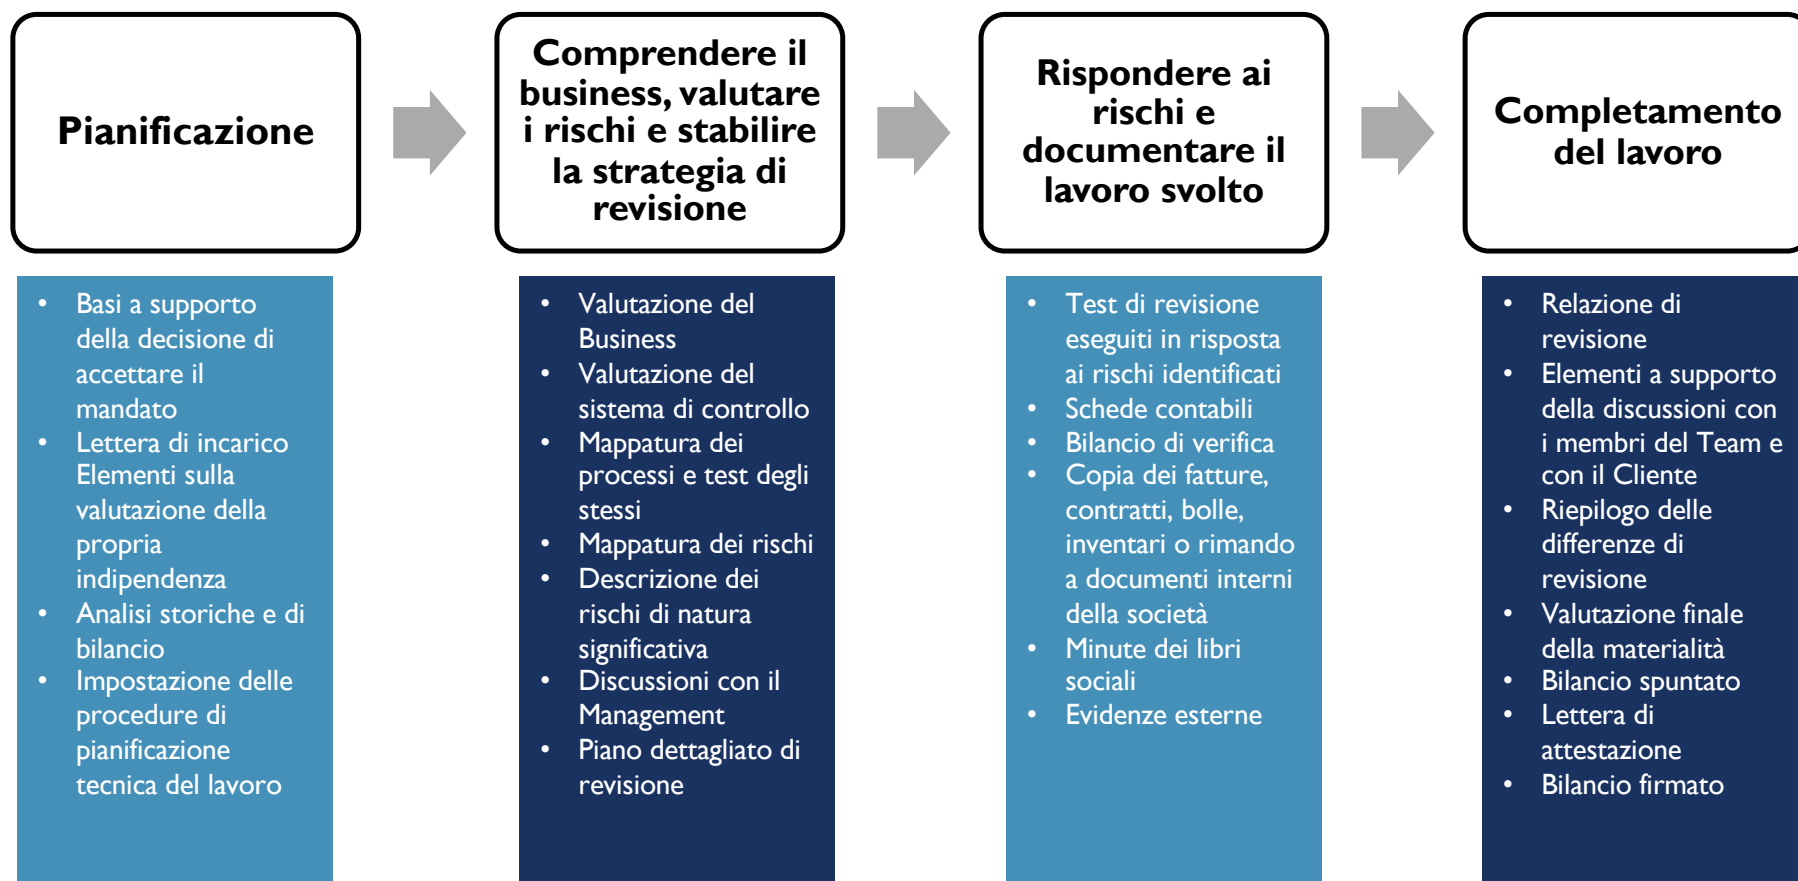 Pianificazione
Comprendere il
business, valutare
i rischi e stabilire
la strategia di
revisione
Rispondere ai
rischi e
documentare il
lavoro svolto
Completamento
del lavoro
• Basi a supporto
della decisione di
accettare il
mandato
• Lettera di incarico
Elementi sulla
valutazione della
propria
indipendenza
• Analisi storiche e di
bilancio
• Impostazione delle
procedure di
pianificazione
tecnica del lavoro
• Valutazione del
Business
• Valutazione del
sistema di controllo
• Mappatura dei
processi e test degli
stessi
• Mappatura dei rischi
• Descrizione dei
rischi di natura
significativa
• Discussioni con il
Management
• Piano dettagliato di
revisione
• Test di revisione
eseguiti in risposta
ai rischi identificati
• Schede contabili
• Bilancio di verifica
• Copia dei fatture,
contratti, bolle,
inventari o rimando
a documenti interni
della società
• Minute dei libri
sociali
• Evidenze esterne
• Relazione di
revisione
• Elementi a supporto
della discussioni con
i membri del Team e
con il Cliente
• Riepilogo delle
differenze di
revisione
• Valutazione finale
della materialità
• Bilancio spuntato
• Lettera di
attestazione
• Bilancio firmato